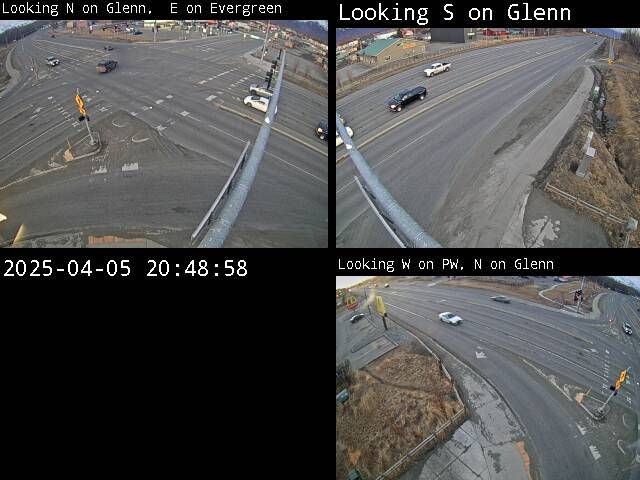 Looking N on Glenn,  E on Evergreen
Looking S on Glenn
2025-04-05 20:48:58
Looking W on PW, N on Glenn